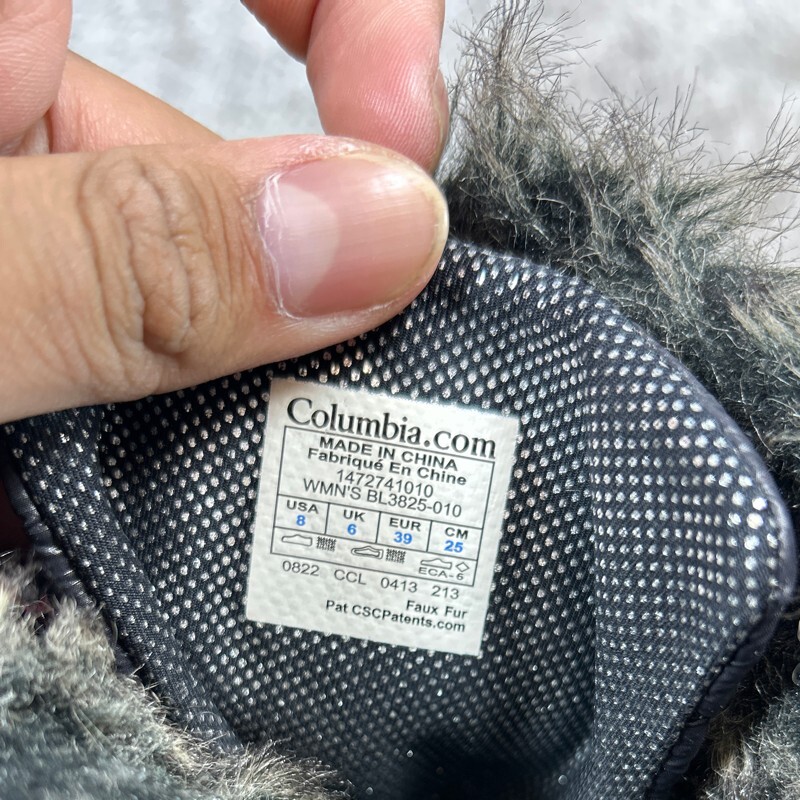 Columbia.com
MADE IN CHINA
Fabriqué En Chine
1472741010
WMN'S BL3825-010
USA UK EUR CM
8 6 39 25
ECA-6
0822 CCL 0413 213
Faux Fur
Pat CSCPatents.com